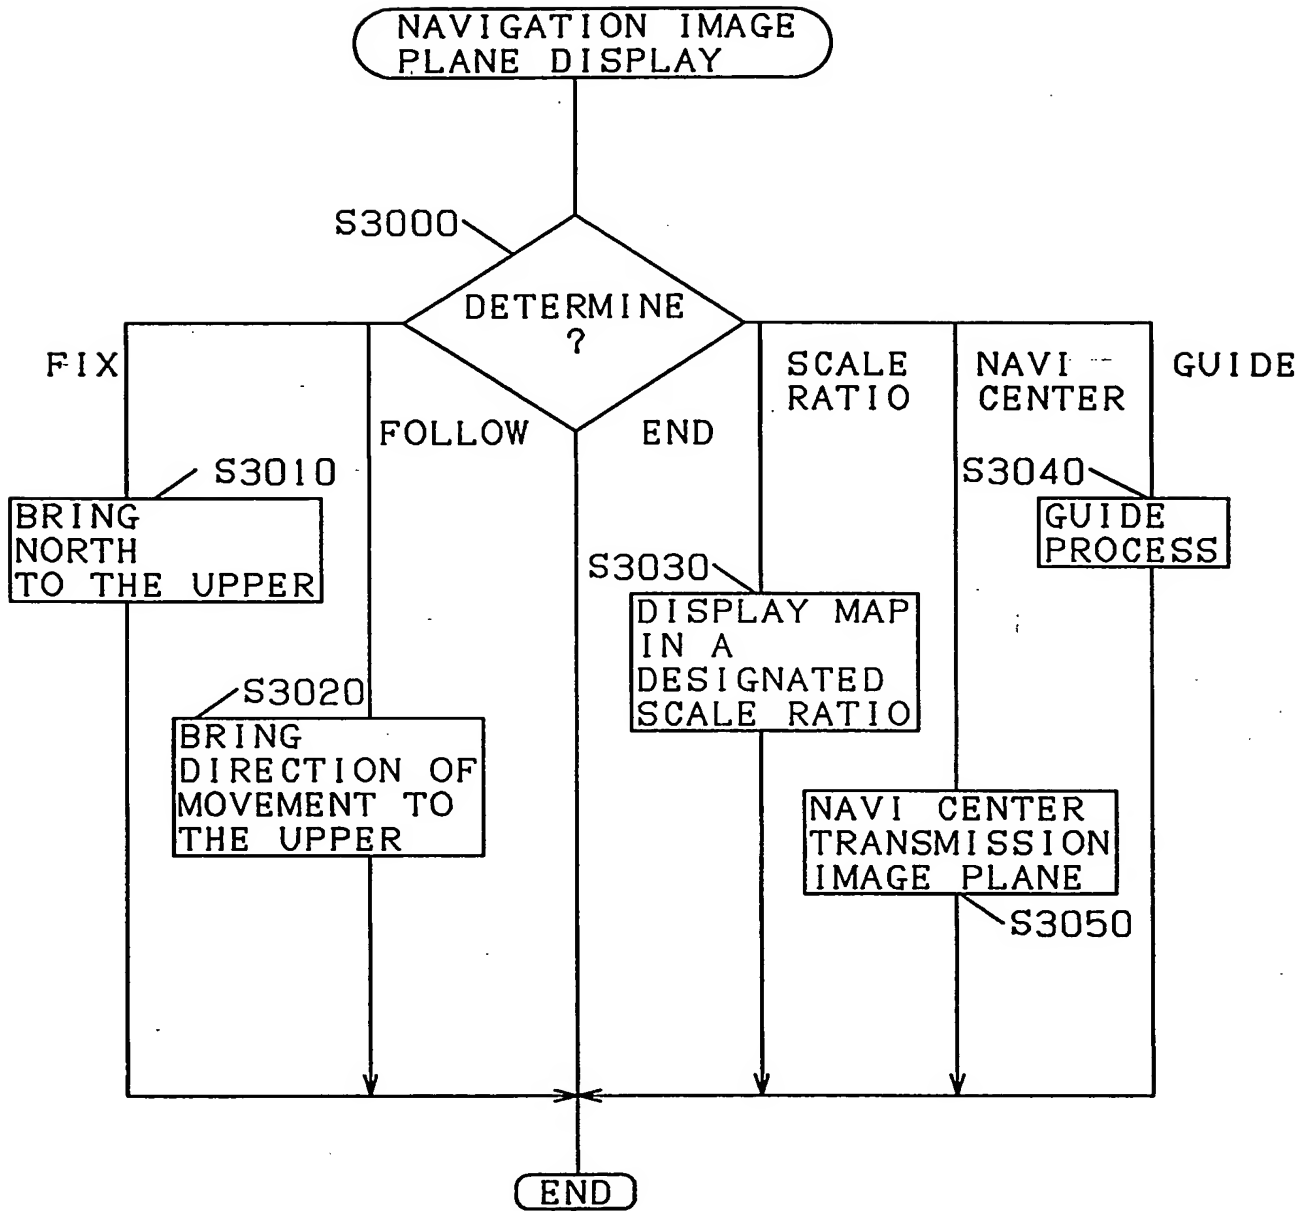 NAVIGATION IMAGE
PLANE DISPLAY
S3000
DETERMINE
?
FIX
FOLLOW
END
SCALE
RATIO
NAVI
CENTER
GUIDE
S3010
BRING
NORTH
TO THE UPPER
S3020
BRING
DIRECTION OF
MOVEMENT TO
THE UPPER
S3030
DISPLAY MAP
IN A
DESIGNATED
SCALE RATIO
S3040
GUIDE
PROCESS
NAVI CENTER
TRANSMISSION
IMAGE PLANE
S3050
END